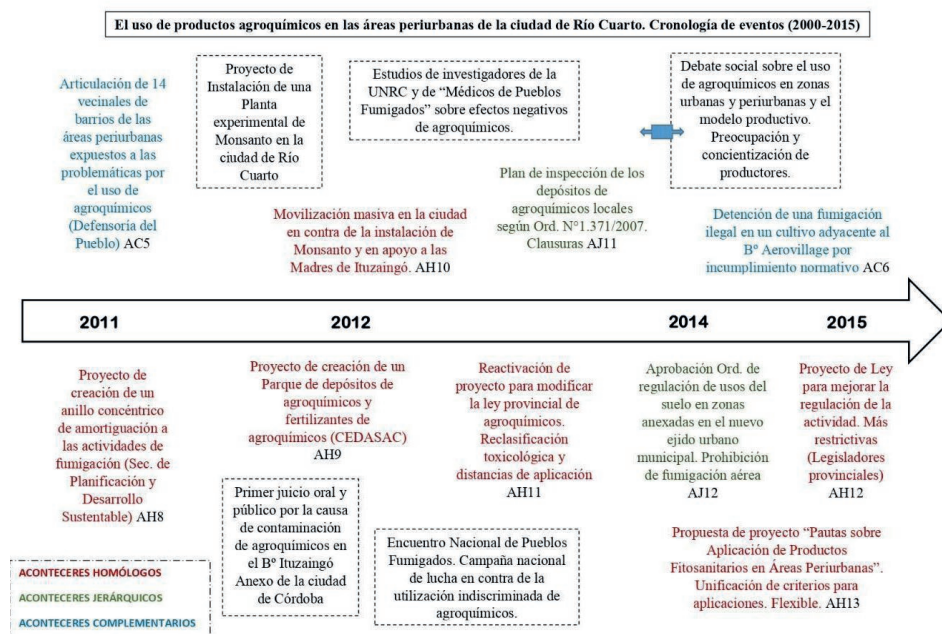 El uso de productos agroquímicos en las áreas periurbanas de la ciudad de Río Cuarto. Cronología de eventos (2000-2015)
Articulación de 14
vecinales de
barrios de las
áreas periurbanas
expuestos a las
problemáticas por
el uso de
agroquímicos
(Defensoría del
Pueblo) AC5
Proyecto de
Instalación de una
Planta
experimental de
Monsanto en la
ciudad de Río
Cuarto
Estudios de investigadores de la
UNRC y de “Médicos de Pueblos
Fumigados” sobre efectos negativos
de agroquímicos.
Debate social sobre el uso
de agroquímicos en zonas
urbanas y periurbanas y el
modelo productivo.
Preocupación y
concientización de
productores.
Movilización masiva en la ciudad
en contra de la instalación de
Monsanto y en apoyo a las
Madres de Ituzaingó. AH10
Plan de inspección de los
depósitos de
agroquímicos locales
según Ord. N°1.371/2007.
Clausuras AJ11
Detención de una fumigación
ilegal en un cultivo adyacente al
Bº Aerovillage por
incumplimiento normativo AC6
2011
2012
2014
2015
Proyecto de
creación de un
anillo concéntrico
de amortiguación a
las actividades de
fumigación (Sec. de
Planificación y
Desarrollo
Sustentable) AH8
Proyecto de creación de un
Parque de depósitos de
agroquímicos y
fertilizantes de
agroquímicos (CEDASAC)
AH9
Reactivación de
proyecto para modificar
la ley provincial de
agroquímicos.
Reclasificación
toxicológica y
distancias de aplicación
AH11
Aprobación Ord. de
regulación de usos del
suelo en zonas
anexadas en el nuevo
ejido urbano
municipal. Prohibición
de fumigación aérea
AJ12
Proyecto de Ley
para mejorar la
regulación de la
actividad. Más
restrictivas
(Legisladores
provinciales)
AH12
Primer juicio oral y
público por la causa
de contaminación
de agroquímicos en
el Bº Ituzaingó
Anexo de la ciudad
de Córdoba
Encuentro Nacional de Pueblos
Fumigados. Campaña nacional
de lucha en contra de la
utilización indiscriminada de
agroquímicos.
Propuesta de proyecto “Pautas sobre
Aplicación de Productos
Fitosanitarios en Áreas Periurbanas”.
Unificación de criterios para
aplicaciones. Flexible. AH13
ACONTECERES HOMÓLOGOS
ACONTECERES JERÁRQUICOS
ACONTECERES COMPLEMENTARIOS